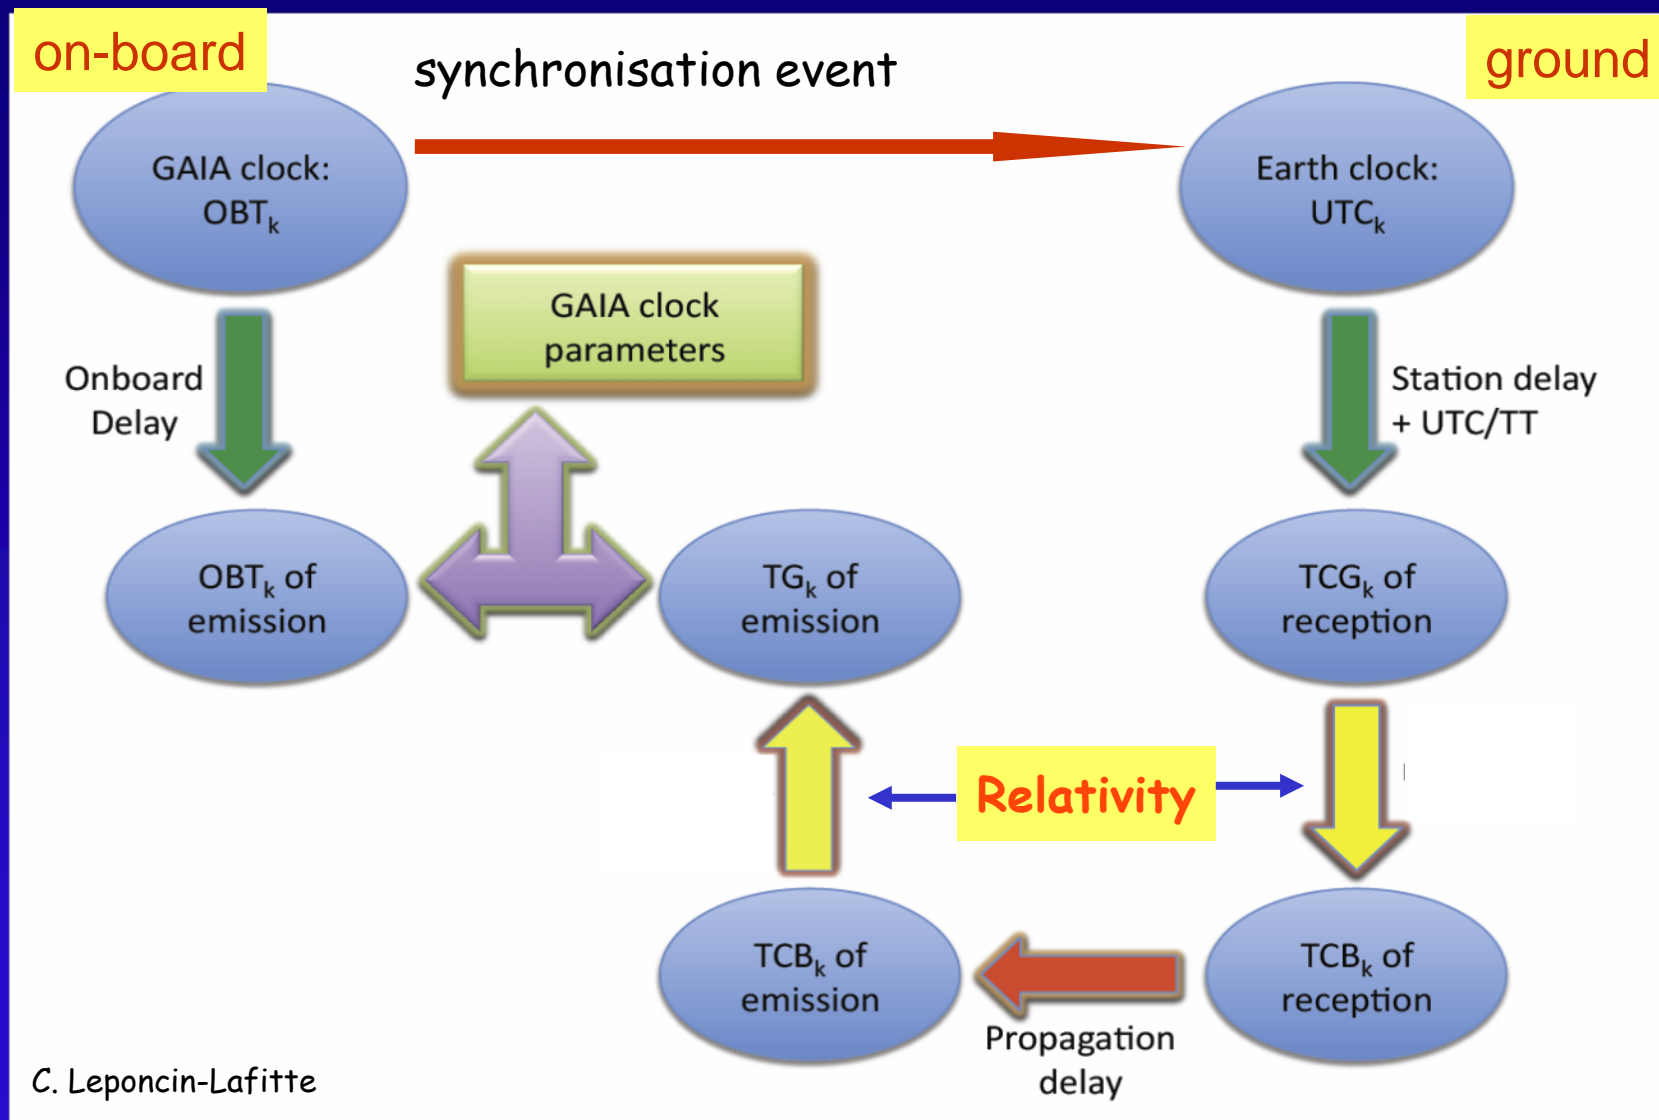 on-board
synchronisation event
ground
GAIA clock:
OBTₖ
Earth clock:
UTCₖ
GAIA clock
parameters
Onboard
Delay
Station delay
+ UTC/TT
OBTₖ of
emission
TGₖ of
emission
TCGₖ of
reception
Relativity
TCBₖ of
emission
TCBₖ of
reception
Propagation
delay
C. Leponcin-Lafitte